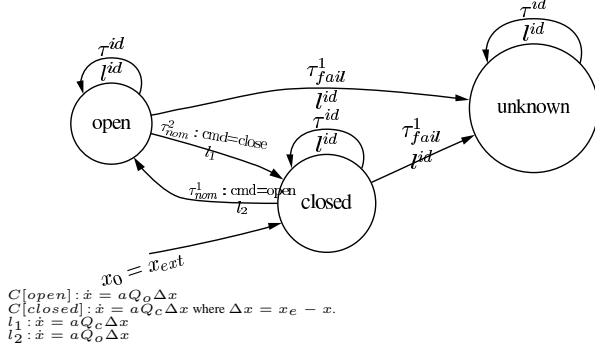 τ^id
l^id
τ^id
l^id
τ^1_fail
l^id
open
unknown
τ^2_nom : cmd=close
l_1
τ^id
l^id
τ^1_fail
l^id
τ^1_nom : cmd=open
l_2
closed
x_0 = x_ext
C[open] : ẋ = aQ_oΔx
C[closed] : ẋ = aQ_cΔx where Δx = x_e − x.
l_1 : ẋ = aQ_cΔx
l_2 : ẋ = aQ_oΔx